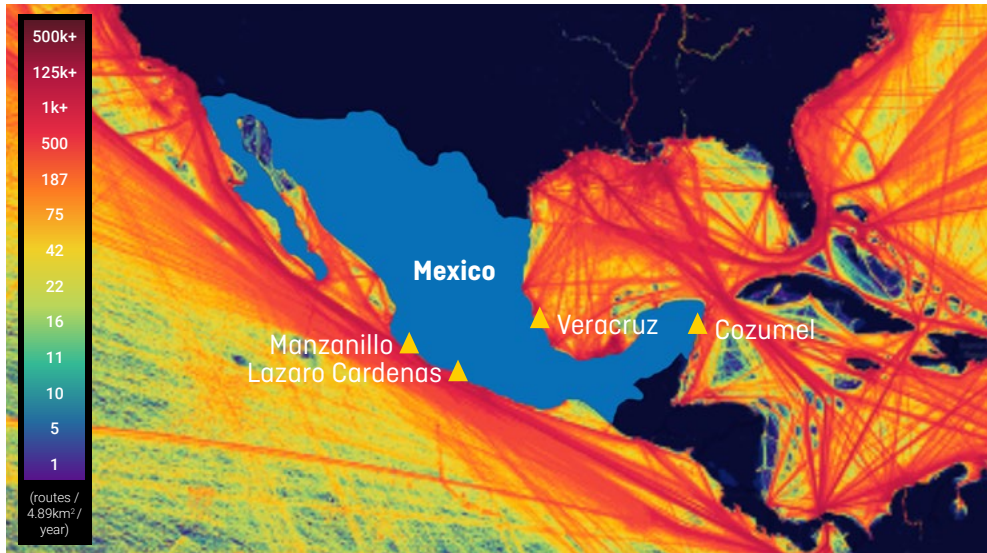 500k+
125k+
1k+
500
187
75
42
22
16
11
10
5
1
(routes /
4.89km² /
year)
Mexico
Manzanillo
Lazaro Cardenas
Veracruz
Cozumel